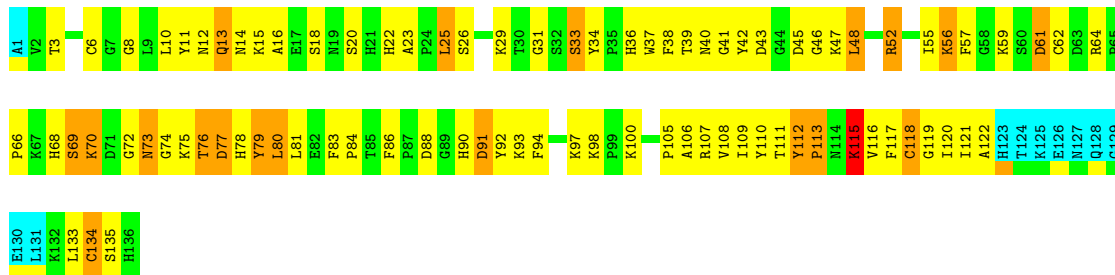 A1 V2 T3 C6 G7 G8 L9 L10 Y11 N12 Q13 N14 K15 A16 E17 S18 N19 S20 H21 H22 A23 P24 L25 S26 K29 T30 G31 S32 S33 Y34 P35 H36 W37 F38 T39 N40 G41 Y42 D43 G44 D45 G46 K47 L48 R52 I55 K56 F57 G58 K59 S60 D61 C62 D63 R64
P66 K67 H68 S69 K70 D71 G72 N73 G74 K75 T76 D77 H78 Y79 L80 L81 E82 F83 P84 T85 F86 P87 D88 G89 H90 D91 Y92 K93 F94 K97 K98 P99 K100 P105 A106 R107 V108 I109 Y110 T111 Y112 P113 N114 K115 V116 F117 C118 G119 I120 I121 A122 H123 T124 K125 E126 N127 Q128
E130 L131 K132 L133 C134 S135 H136